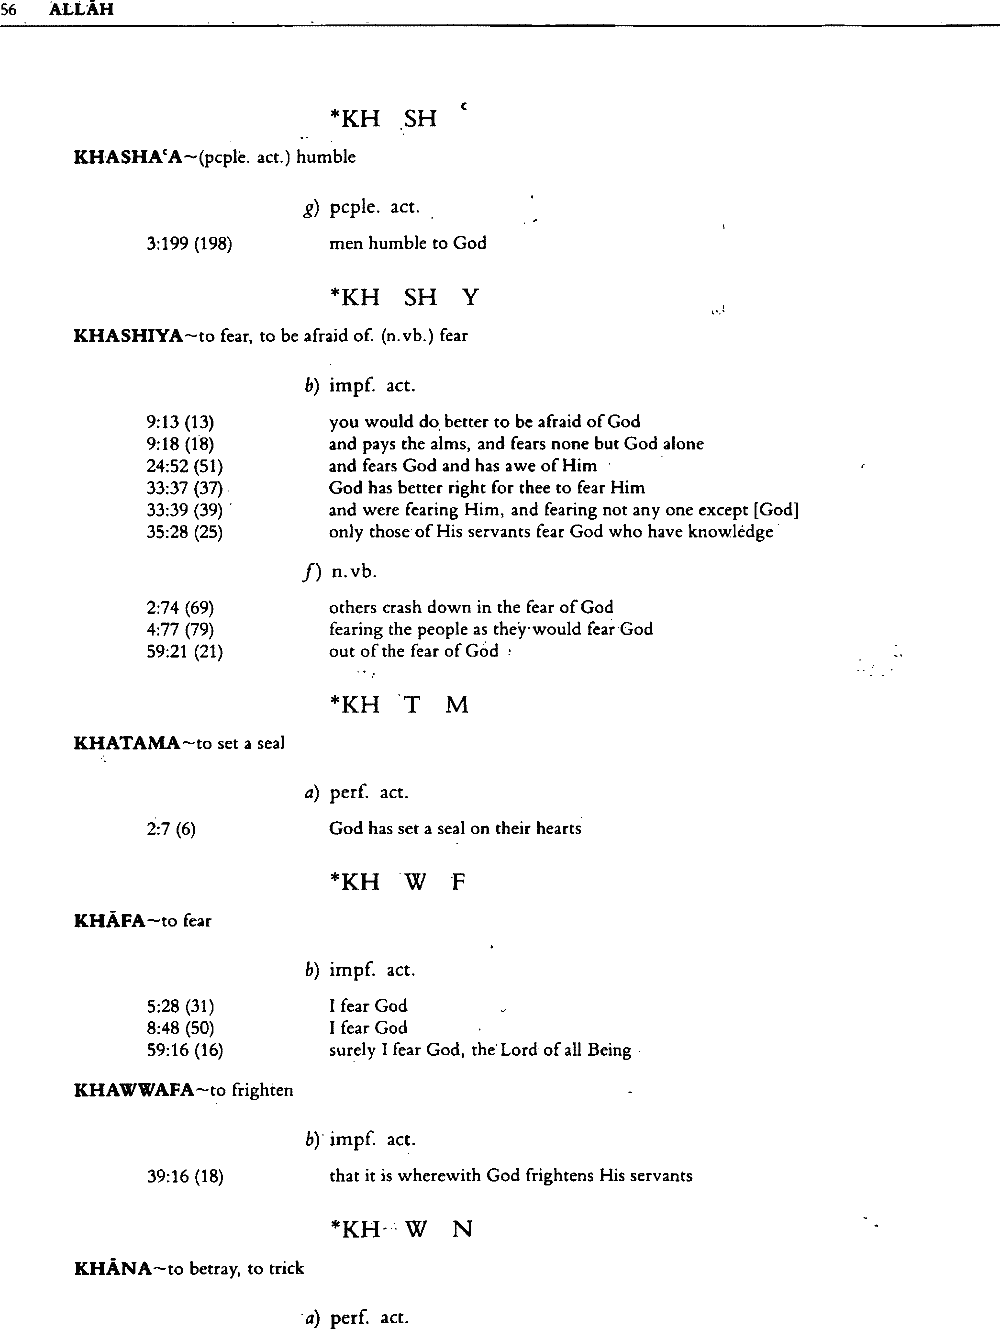 56 ALLĀH
*KH SH ʿ
KHASHAʿA~(pcple. act.) humble
g) pcple. act.
3:199 (198) men humble to God
*KH SH Y
KHASHIYA~to fear, to be afraid of. (n.vb.) fear
b) impf. act.
9:13 (13) you would do better to be afraid of God
9:18 (18) and pays the alms, and fears none but God alone
24:52 (51) and fears God and has awe of Him
33:37 (37) God has better right for thee to fear Him
33:39 (39) and were fearing Him, and fearing not any one except [God]
35:28 (25) only those of His servants fear God who have knowledge
f) n.vb.
2:74 (69) others crash down in the fear of God
4:77 (79) fearing the people as they would fear God
59:21 (21) out of the fear of God
*KH T M
KHATAMA~to set a seal
a) perf. act.
2:7 (6) God has set a seal on their hearts
*KH W F
KHĀFA~to fear
b) impf. act.
5:28 (31) I fear God
8:48 (50) I fear God
59:16 (16) surely I fear God, the Lord of all Being
KHAWWAFA~to frighten
b) impf. act.
39:16 (18) that it is wherewith God frightens His servants
*KH W N
KHĀNA~to betray, to trick
a) perf. act.